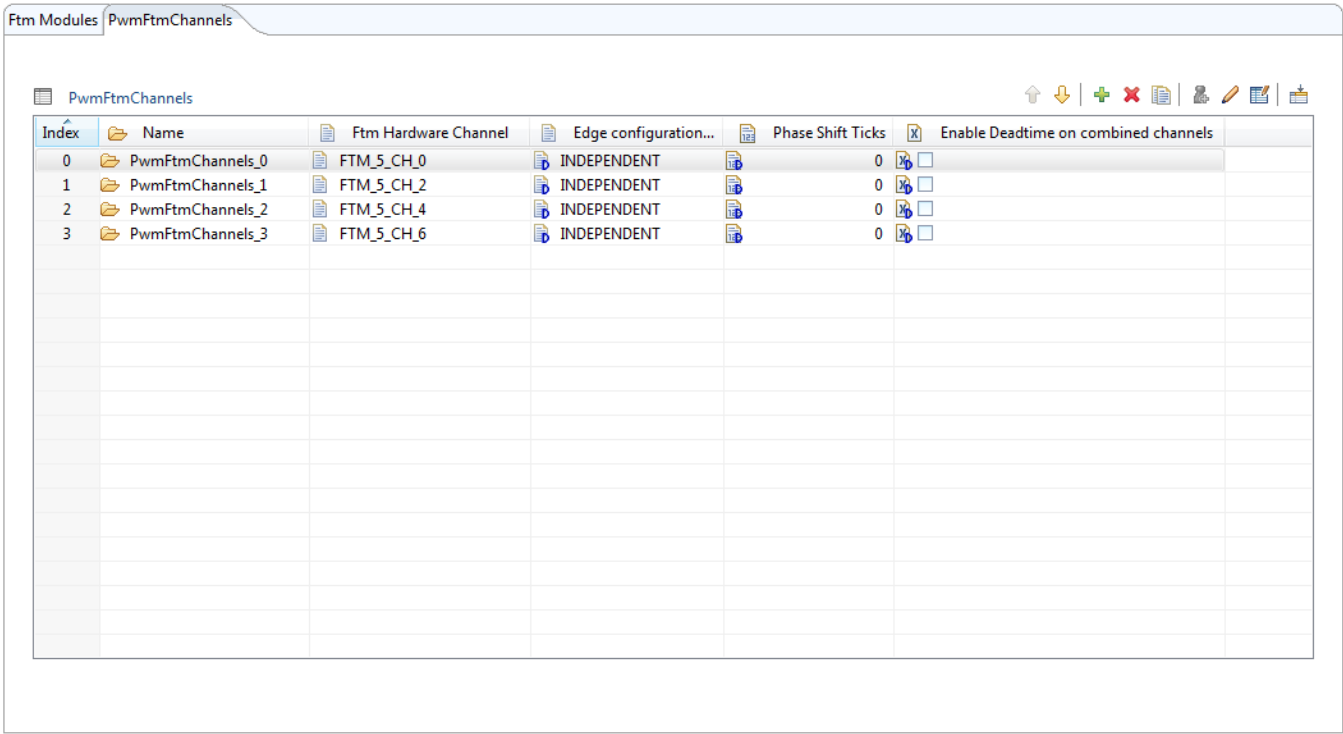 Ftm Modules PwmFtmChannels
PwmFtmChannels
Index Name Ftm Hardware Channel Edge configuration... Phase Shift Ticks Enable Deadtime on combined channels
0 PwmFtmChannels_0 FTM_5_CH_0 INDEPENDENT 0
1 PwmFtmChannels_1 FTM_5_CH_2 INDEPENDENT 0
2 PwmFtmChannels_2 FTM_5_CH_4 INDEPENDENT 0
3 PwmFtmChannels_3 FTM_5_CH_6 INDEPENDENT 0